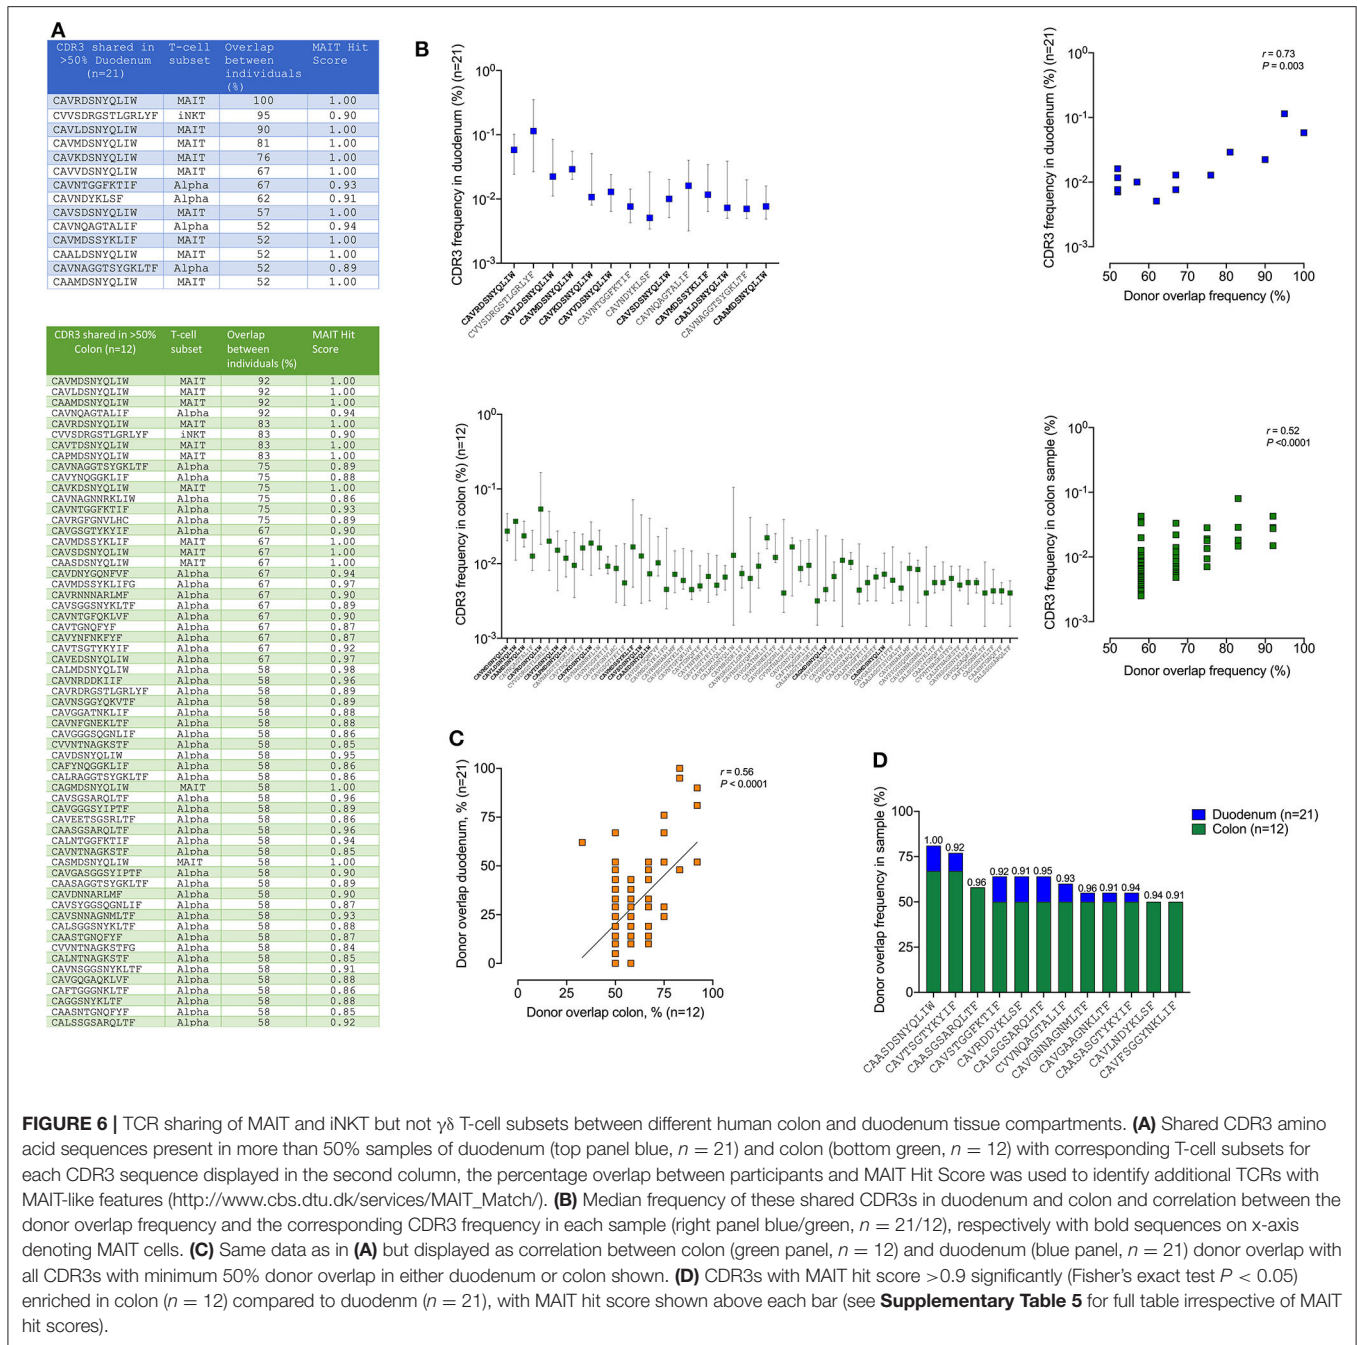 A
CDR3 shared in >50% Duodenum (n=21) T-cell subset Overlap between individuals (%) MAIT Hit Score
CAVRDSNYQLIW MAIT 100 1.00
CVVSDRGSTLGRLYF iNKT 95 0.90
CAVLDSNYQLIW MAIT 90 1.00
CAVMDSNYQLIW MAIT 81 1.00
CAVKDSNYQLIW MAIT 76 1.00
CAVVDSNYQLIW MAIT 67 1.00
CAVNTGGFKTIF Alpha 67 0.93
CAVNDYKLSF Alpha 62 0.91
CAVSDSNYQLIW MAIT 57 1.00
CAVNQAGTALIF Alpha 52 0.94
CAVMDSSYKLIF MAIT 52 1.00
CAALDSNYQLIW MAIT 52 1.00
CAVNAGGTSYGKLTF Alpha 52 0.89
CAAMDSNYQLIW MAIT 52 1.00
CDR3 shared in >50% Colon (n=12) T-cell subset Overlap between individuals (%) MAIT Hit Score
CAVMDSNYQLIW MAIT 92 1.00
CAVLDSNYQLIW MAIT 92 1.00
CAAMDSNYQLIW MAIT 92 1.00
CAVNQAGTALIF Alpha 92 0.94
CAVRDSNYQLIW MAIT 83 1.00
CVVSDRGSTLGRLYF iNKT 83 0.90
CAVTDSNYQLIW MAIT 83 1.00
CAPMDSNYQLIW MAIT 83 1.00
CAVNAGGTSYGKLTF Alpha 75 0.89
CAVYNQGGKLIF Alpha 75 0.88
CAVKDSNYQLIW MAIT 75 1.00
CAVNAGNNRKLIW Alpha 75 0.86
CAVNTGGFKTIF Alpha 75 0.93
CAVRGFGNVLHC Alpha 75 0.89
CAVGSGTYKYIF Alpha 67 0.90
CAVMDSSYKLIF MAIT 67 1.00
CAVSDSNYQLIW MAIT 67 1.00
CAASDSNYQLIW MAIT 67 1.00
CAVDNYGQNFVF Alpha 67 0.94
CAVMDSSYKLIFG Alpha 67 0.97
CAVRNNNARLMF Alpha 67 0.90
CAVSGGSNYKLTF Alpha 67 0.89
CAVNTGFQKLVF Alpha 67 0.90
CAVTGNQFYF Alpha 67 0.87
CAVYNFNKFYF Alpha 67 0.87
CAVTSGTYKYIF Alpha 67 0.92
CAVEDSNYQLIW Alpha 67 0.97
CALMDSNYQLIW Alpha 58 0.98
CAVNRDDKIIF Alpha 58 0.96
CAVRDRGSTLGRLYF Alpha 58 0.89
CAVNSGGYQKVTF Alpha 58 0.89
CAVGGATNKLIF Alpha 58 0.88
CAVNFGNEKLTF Alpha 58 0.88
CAVGGGSQGNLIF Alpha 58 0.86
CVVNTNAGKSTF Alpha 58 0.85
CAVDSNYQLIW Alpha 58 0.95
CAFYNQGGKLIF Alpha 58 0.86
CALRAGGTSYGKLTF Alpha 58 0.86
CAGMDSNYQLIW MAIT 58 1.00
CAVSGSARQLTF Alpha 58 0.96
CAVGGGSYIPTF Alpha 58 0.89
CAVEETSGSRLTF Alpha 58 0.86
CAASGSARQLTF Alpha 58 0.96
CALNTGGFKTIF Alpha 58 0.94
CAVNTNAGKSTF Alpha 58 0.85
CASMDSNYQLIW MAIT 58 1.00
CAVGASGGSYIPTF Alpha 58 0.90
CAASAGGTSYGKLTF Alpha 58 0.89
CAVDNNARLMF Alpha 58 0.90
CAVSYGGSQGNLIF Alpha 58 0.87
CAVSNNAGNMLTF Alpha 58 0.93
CALSGGSNYKLTF Alpha 58 0.88
CAASTGNQFYF Alpha 58 0.87
CVVNTNAGKSTFG Alpha 58 0.84
CALNTNAGKSTF Alpha 58 0.85
CAVNSGGSNYKLTF Alpha 58 0.91
CAVGQGAQKLVF Alpha 58 0.88
CAFTGGGNKLTF Alpha 58 0.86
CAGGSNYKLTF Alpha 58 0.88
CAASNTGNQFYF Alpha 58 0.85
CALSSGSARQLTF Alpha 58 0.92
B
CDR3 frequency in duodenum (%) (n=21)
10⁰
10⁻¹
10⁻²
10⁻³
CAVRDSNYQLIW
CVVSDRGSTLGRLYF
CAVLDSNYQLIW
CAVMDSNYQLIW
CAVKDSNYQLIW
CAVVDSNYQLIW
CAVNTGGFKTIF
CAVNDYKLSF
CAVSDSNYQLIW
CAVNQAGTALIF
CAVMDSSYKLIF
CAALDSNYQLIW
CAVNAGGTSYGKLTF
CAAMDSNYQLIW
CDR3 frequency in duodenum (%) (n=21)
10⁰
10⁻¹
10⁻²
10⁻³
r = 0.73
P = 0.003
50 60 70 80 90 100
Donor overlap frequency (%)
CDR3 frequency in colon (%) (n=12)
10⁰
10⁻¹
10⁻²
10⁻³
CDR3 frequency in colon sample (%)
10⁰
10⁻¹
10⁻²
10⁻³
r = 0.52
P <0.0001
50 60 70 80 90 100
Donor overlap frequency (%)
C
Donor overlap duodenum, % (n=21)
100
75
50
25
0
r = 0.56
P < 0.0001
0 25 50 75 100
Donor overlap colon, % (n=12)
D
Donor overlap frequency in sample (%)
100
75
50
25
0
1.00 0.92 0.96 0.92 0.91 0.95 0.93 0.96 0.91 0.94 0.94 0.91
Duodenum (n=21)
Colon (n=12)
CAASDSNYQLIW
CAVTSGTYKYIF
CAASGSARQLTF
CAVSTGGFKTIF
CAVRDDYKLSF
CALSGSARQLTF
CVVNQAGTALIF
CAVGNNAGNMLTF
CAVGAAGNKLTF
CAASASGTYKYIF
CAVLNDYKLSF
CAVFSGGYNKLIF
FIGURE 6 | TCR sharing of MAIT and iNKT but not γδ T-cell subsets between different human colon and duodenum tissue compartments. (A) Shared CDR3 amino
acid sequences present in more than 50% samples of duodenum (top panel blue, n = 21) and colon (bottom green, n = 12) with corresponding T-cell subsets for
each CDR3 sequence displayed in the second column, the percentage overlap between participants and MAIT Hit Score was used to identify additional TCRs with
MAIT-like features (http://www.cbs.dtu.dk/services/MAIT_Match/). (B) Median frequency of these shared CDR3s in duodenum and colon and correlation between the
donor overlap frequency and the corresponding CDR3 frequency in each sample (right panel blue/green, n = 21/12), respectively with bold sequences on x-axis
denoting MAIT cells. (C) Same data as in (A) but displayed as correlation between colon (green panel, n = 12) and duodenum (blue panel, n = 21) donor overlap with
all CDR3s with minimum 50% donor overlap in either duodenum or colon shown. (D) CDR3s with MAIT hit score >0.9 significantly (Fisher's exact test P < 0.05)
enriched in colon (n = 12) compared to duodenm (n = 21), with MAIT hit score shown above each bar (see Supplementary Table 5 for full table irrespective of MAIT
hit scores).